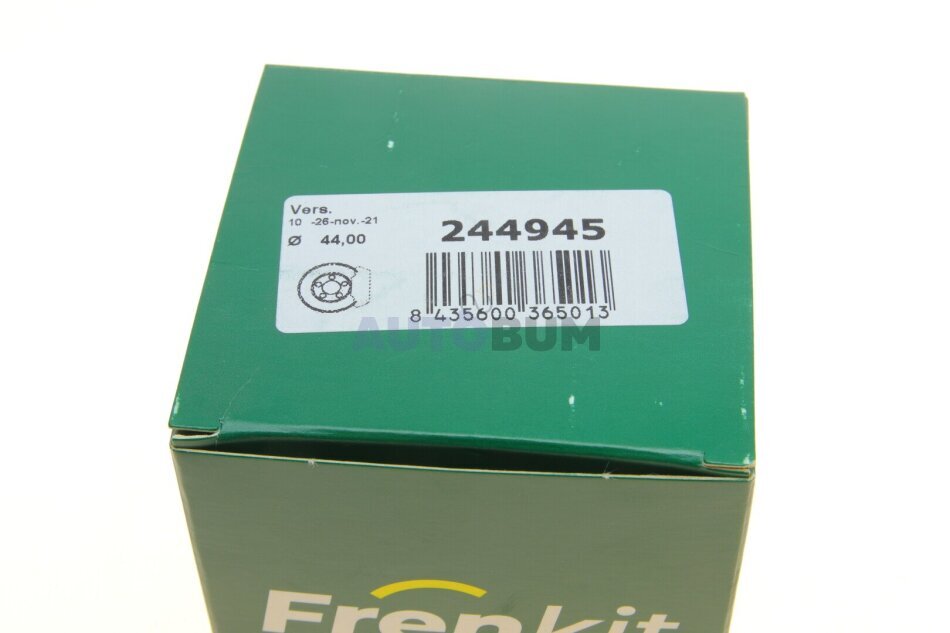 Vers.
10 -26-nov.-21
Ø 44,00
244945
8 435600 365013
AUTOBUM
Frenkit